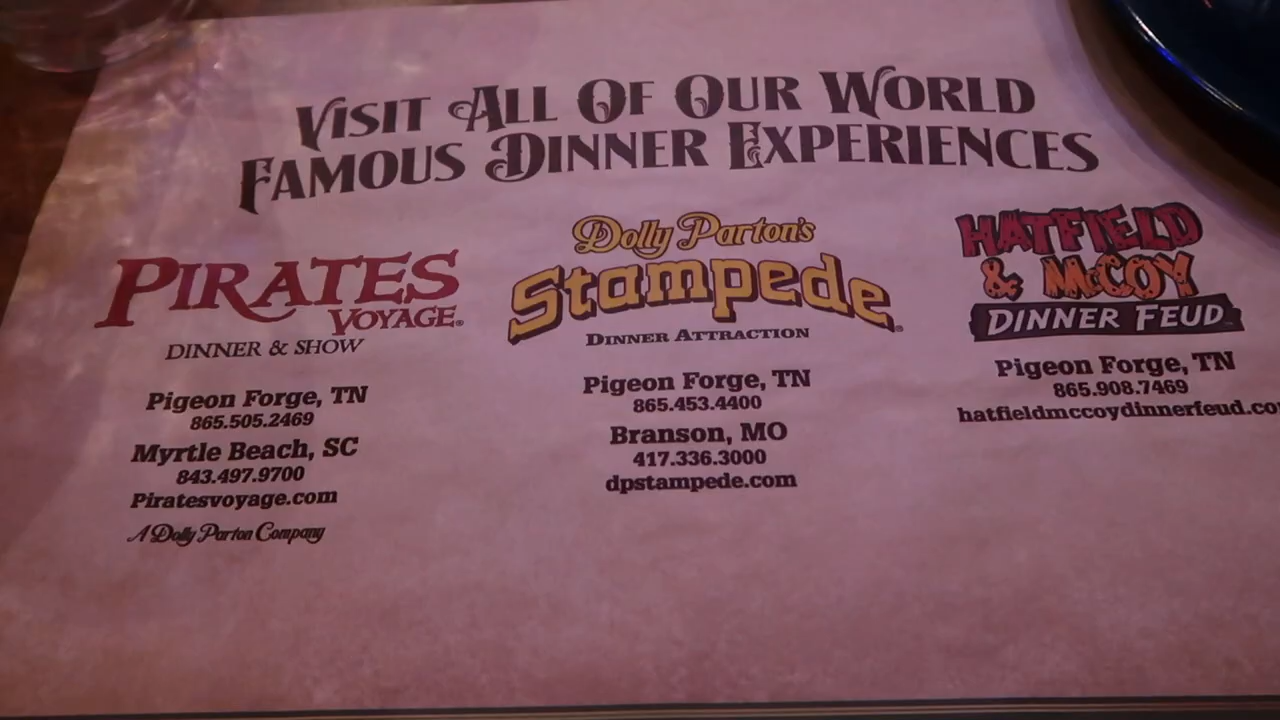 VISIT ALL OF OUR WORLD
FAMOUS DINNER EXPERIENCES
PIRATES
VOYAGE®
DINNER & SHOW
Pigeon Forge, TN
865.505.2469
Myrtle Beach, SC
843.497.9700
Piratesvoyage.com
A Dolly Parton Company
Dolly Parton's
Stampede®
DINNER ATTRACTION
Pigeon Forge, TN
865.453.4400
Branson, MO
417.336.3000
dpstampede.com
HATFIELD
& McCOY
DINNER FEUD
Pigeon Forge, TN
865.908.7469
hatfieldmccoydinnerfeud.co